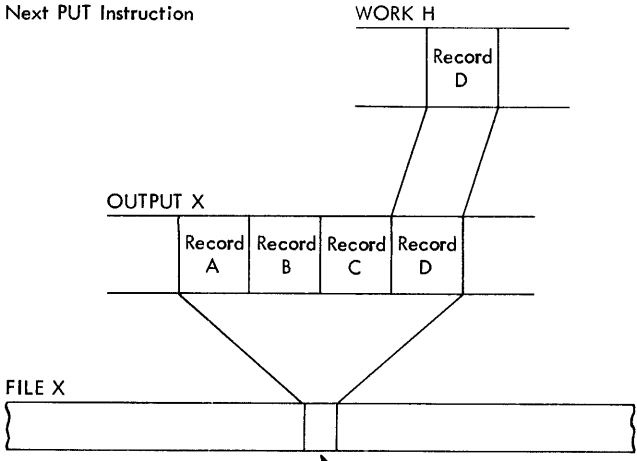 Next PUT Instruction
WORK H
Record
D
OUTPUT X
Record Record Record Record
A B C D
FILE X